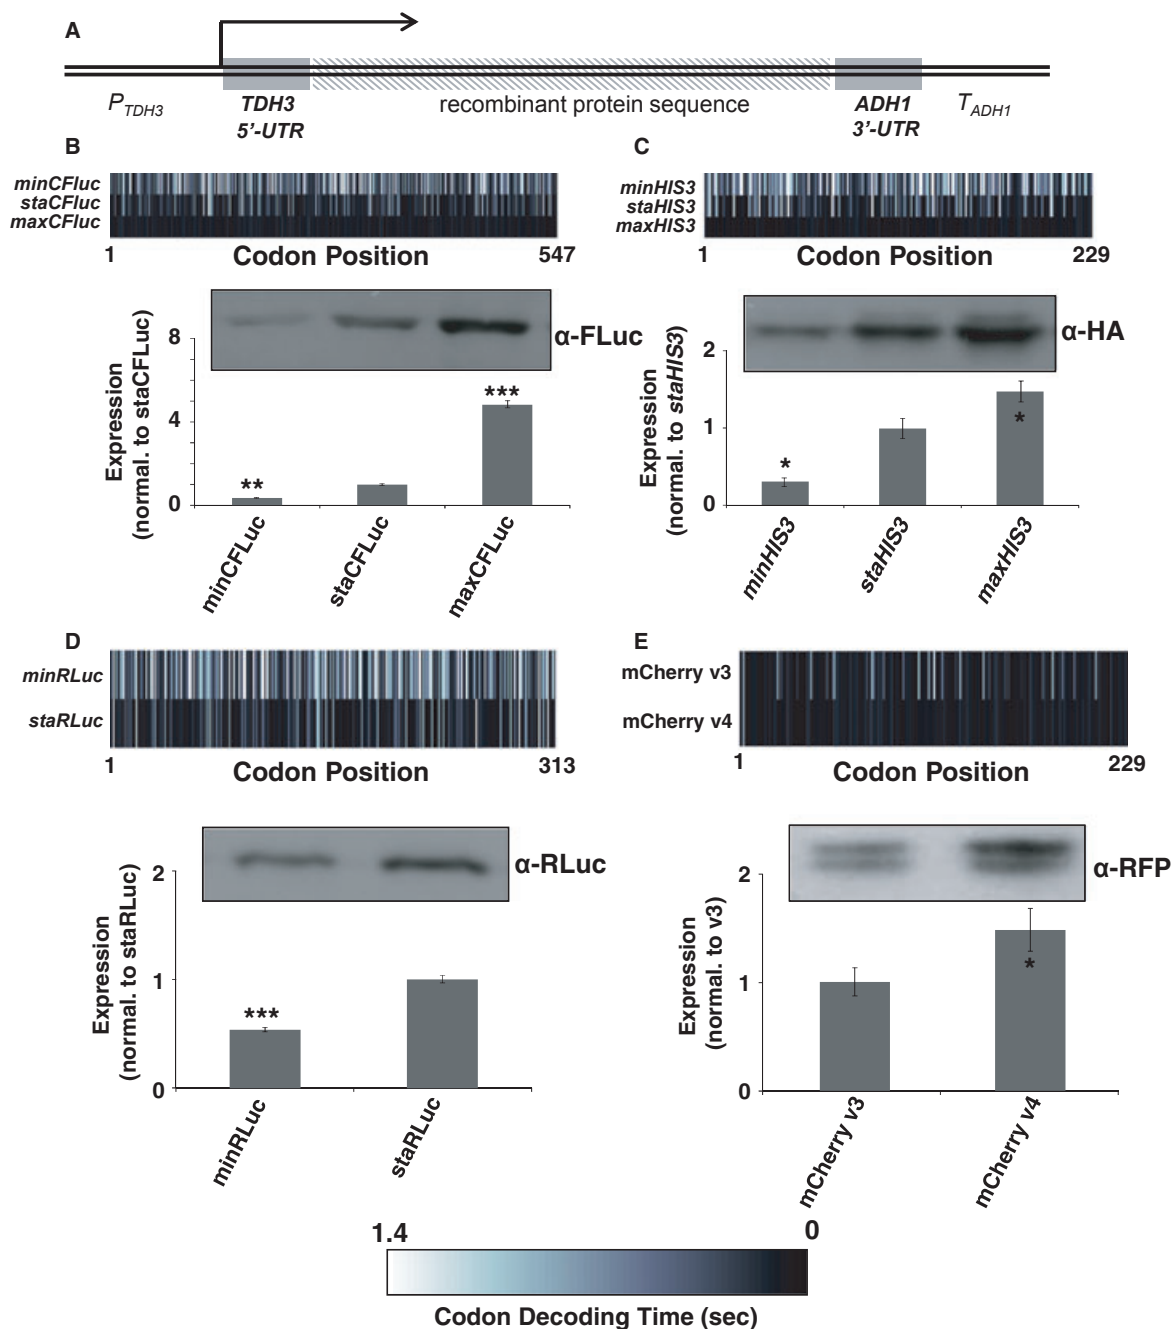 A
P_TDH3
TDH3
5'-UTR
recombinant protein sequence
ADH1
3'-UTR
T_ADH1
B
minCFluc
staCFluc
maxCFluc
1
Codon Position
547
α-FLuc
Expression
(normal. to staCFLuc)
8
4
0
**
***
minCFLuc
staCFLuc
maxCFLuc
C
minHIS3
staHIS3
maxHIS3
1
Codon Position
229
α-HA
Expression
(normal. to staHIS3)
2
1
0
*
*
minHIS3
staHIS3
maxHIS3
D
minRLuc
staRLuc
1
Codon Position
313
α-RLuc
Expression
(normal. to staRLuc)
2
1
0
***
minRLuc
staRLuc
E
mCherry v3
mCherry v4
1
Codon Position
229
α-RFP
Expression
(normal. to v3)
2
1
0
*
mCherry v3
mCherry v4
1.4
0
Codon Decoding Time (sec)